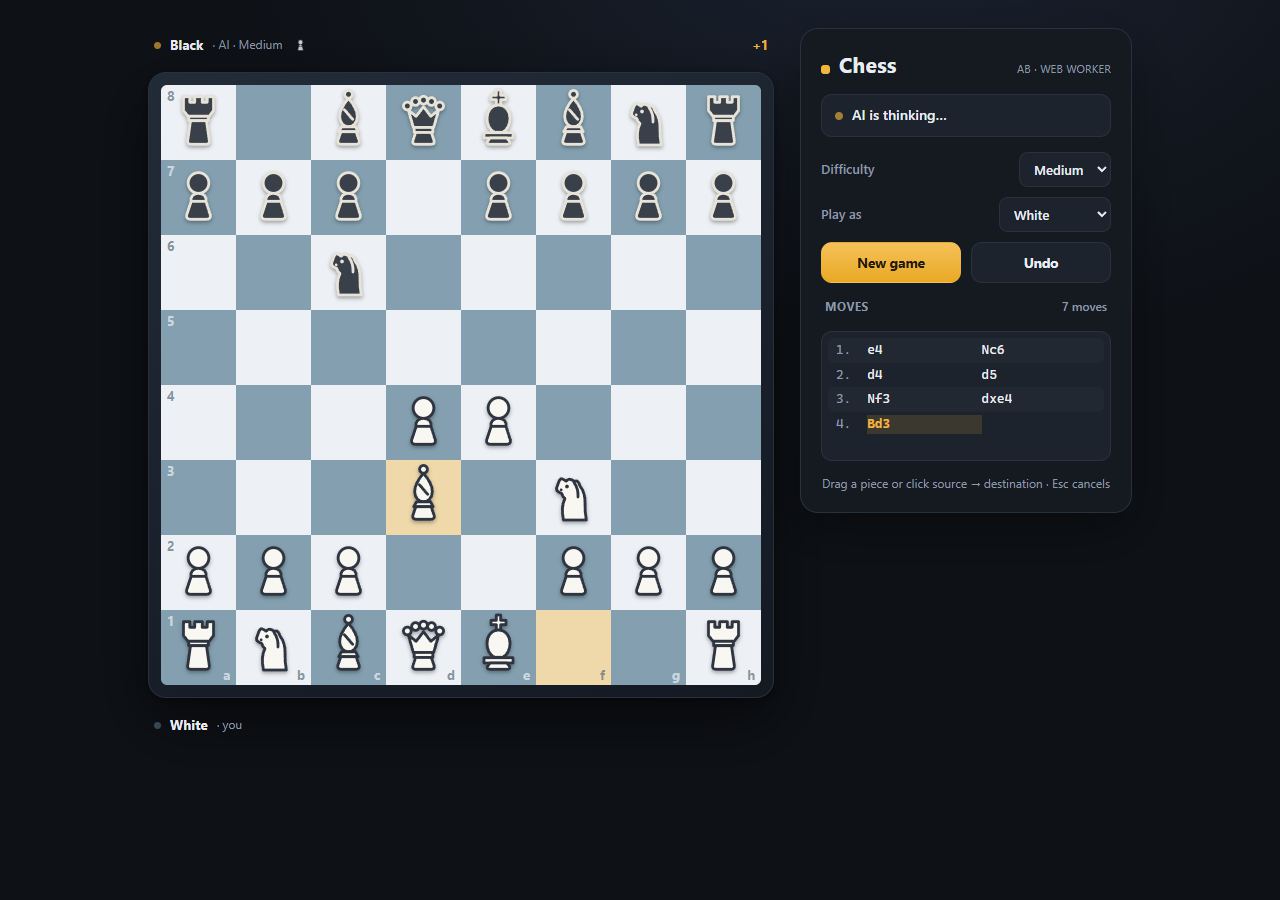 Black · AI · Medium +1
Chess AB · WEB WORKER
AI is thinking...
Difficulty Medium
Play as White
New game Undo
MOVES 7 moves
1. e4 Nc6
2. d4 d5
3. Nf3 dxe4
4. Bd3
Drag a piece or click source → destination · Esc cancels
8
7
6
5
4
3
2
1
a b c d e f g h
White · you